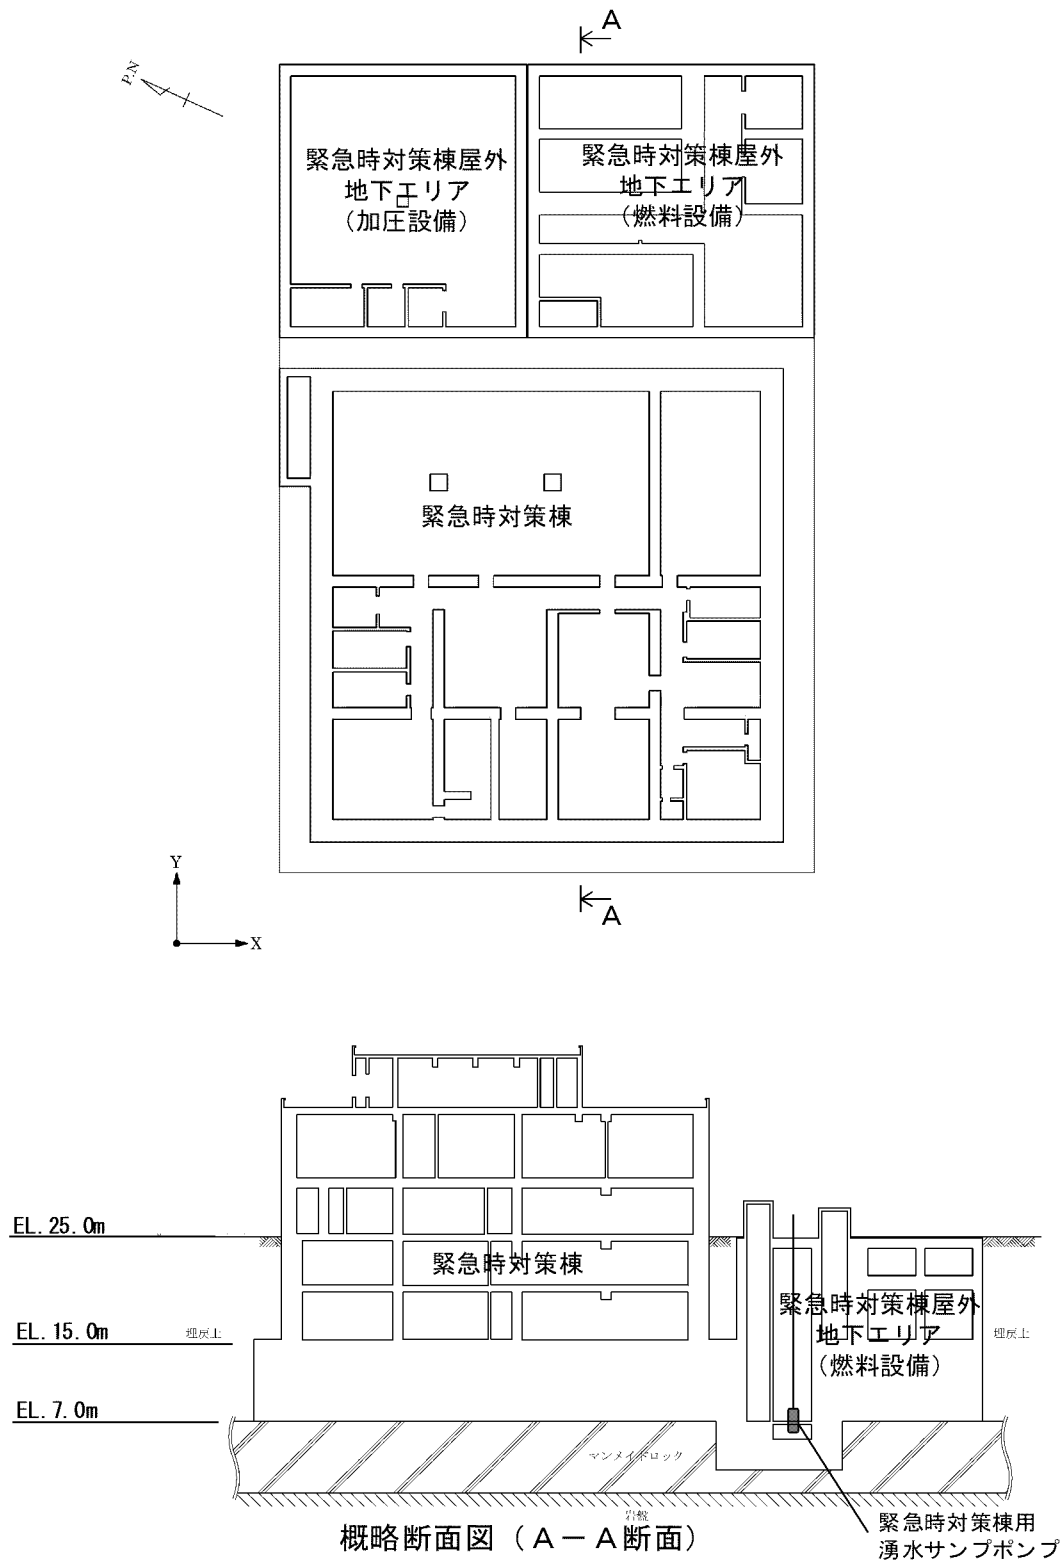 A
P.N
緊急時対策棟屋外
地下エリア
（加圧設備）
緊急時対策棟屋外
地下エリア
（燃料設備）
緊急時対策棟
Y
X
A
EL.25.0m
緊急時対策棟
EL.15.0m
埋戻土
緊急時対策棟屋外
地下エリア
（燃料設備）
埋戻土
EL.7.0m
マンメイドロック
岩盤
概略断面図（A－A断面）
緊急時対策棟用
湧水サンプポンプ